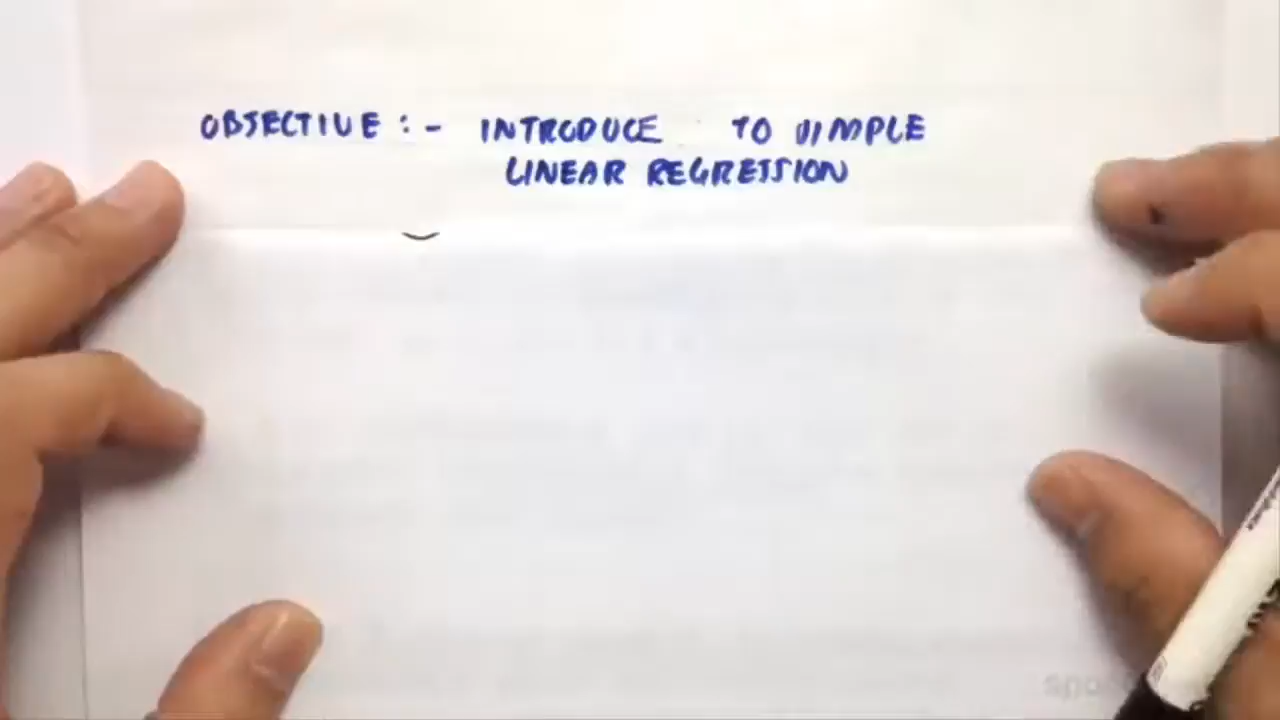 OBJECTIVE :- INTRODUCE TO SIMPLE
LINEAR REGRESSION